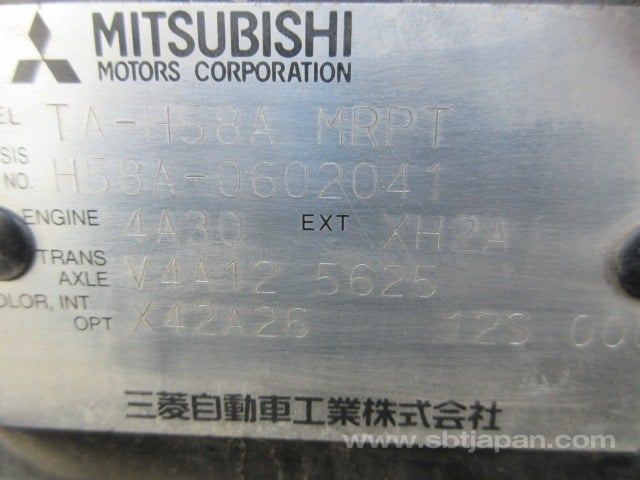 MITSUBISHI
MOTORS CORPORATION
EL TA-H58A MRPT
SIS
NO. H58A-0602041
ENGINE 4A30 EXT XH2A
TRANS
AXLE V4A12 5625
OLOR, INT
OPT X42A26 12S 00
三菱自動車工業株式会社
www.sbtjapan.com